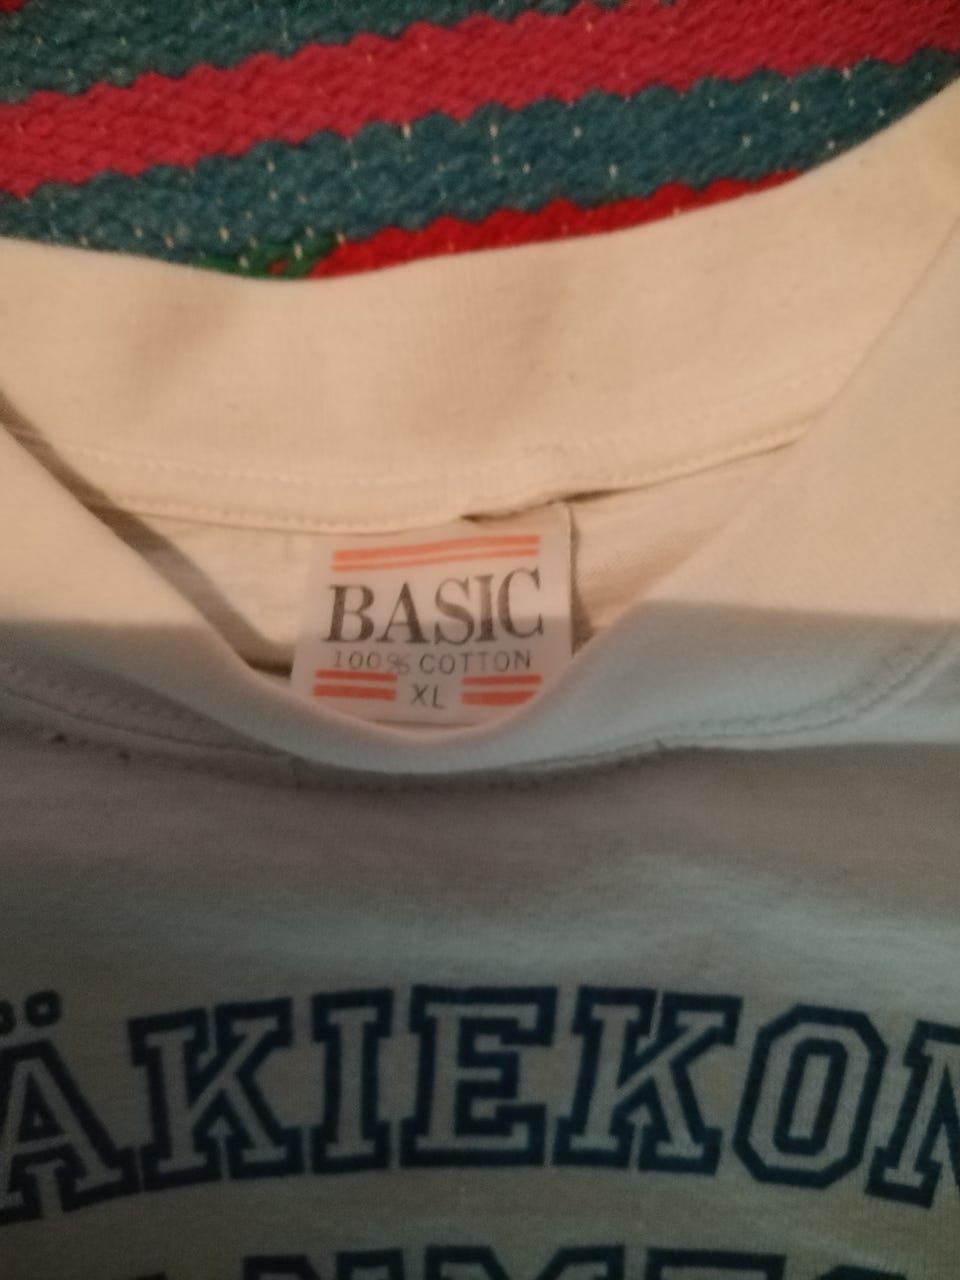 BASIC
100% COTTON
XL
ÄKIEKON